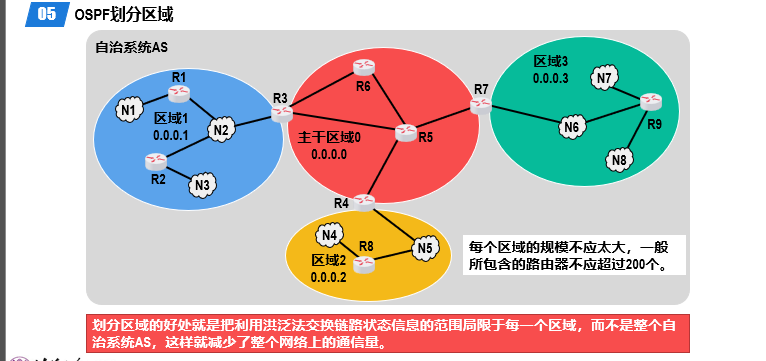 05 OSPF划分区域
自治系统AS
R1
N1
区域1
0.0.0.1
N2
R2
N3
R3
R6
主干区域0
0.0.0.0
R5
R7
区域3
0.0.0.3
N7
R9
N6
N8
R4
N4
R8
N5
区域2
0.0.0.2
每个区域的规模不应太大，一般
所包含的路由器不应超过200个。
划分区域的好处就是把利用洪泛法交换链路状态信息的范围局限于每一个区域，而不是整个自
治系统AS，这样就减少了整个网络上的通信量。